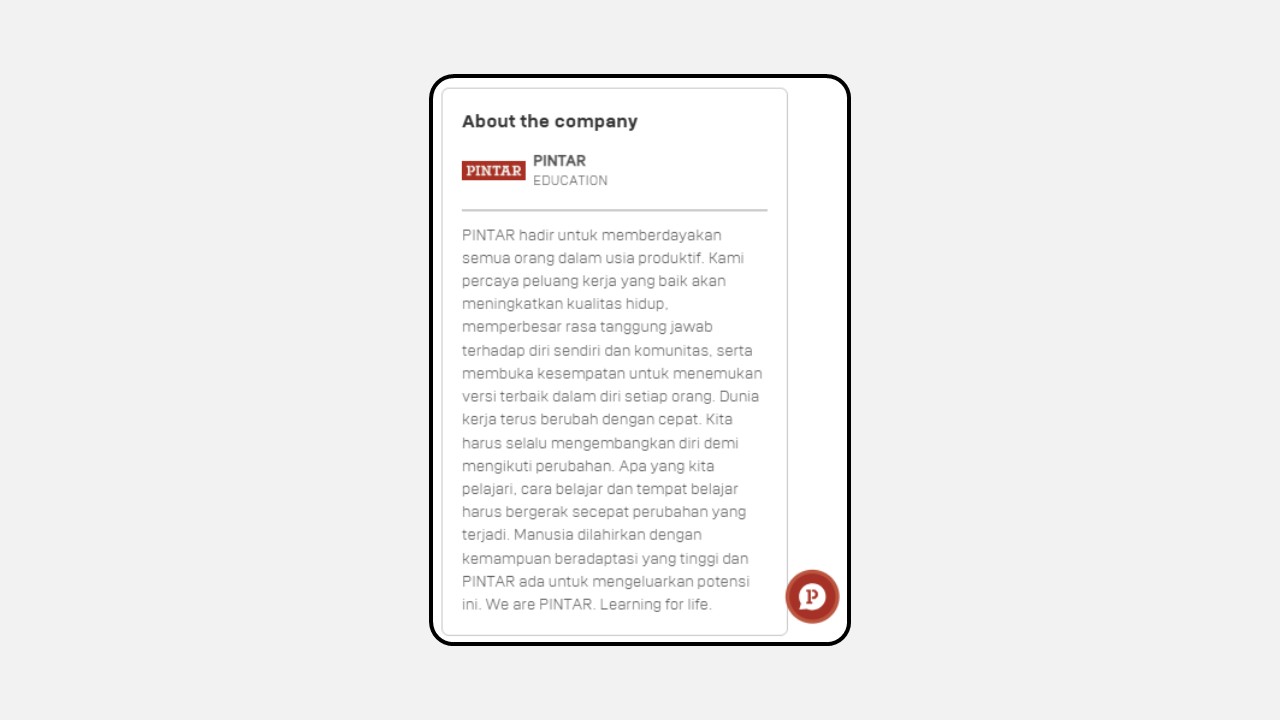 About the company
PINTAR
PINTAR
EDUCATION
PINTAR hadir untuk memberdayakan
semua orang dalam usia produktif. Kami
percaya peluang kerja yang baik akan
meningkatkan kualitas hidup,
memperbesar rasa tanggung jawab
terhadap diri sendiri dan komunitas, serta
membuka kesempatan untuk menemukan
versi terbaik dalam diri setiap orang. Dunia
kerja terus berubah dengan cepat. Kita
harus selalu mengembangkan diri demi
mengikuti perubahan. Apa yang kita
pelajari, cara belajar dan tempat belajar
harus bergerak secepat perubahan yang
terjadi. Manusia dilahirkan dengan
kemampuan beradaptasi yang tinggi dan
PINTAR ada untuk mengeluarkan potensi
ini. We are PINTAR. Learning for life.
P